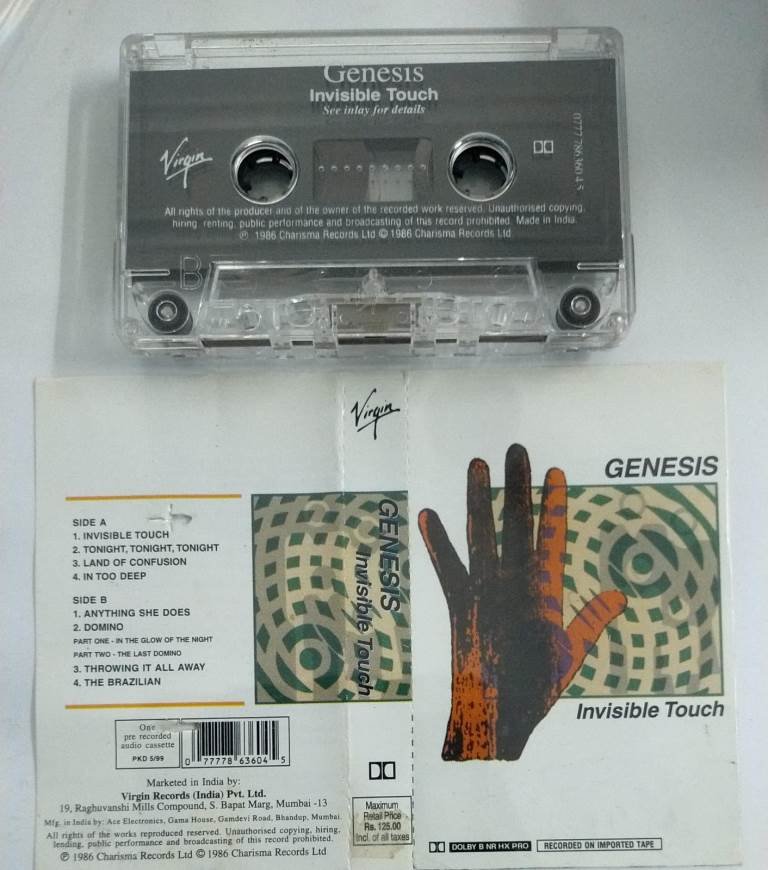 Genesis
Invisible Touch
See inlay for details
Virgin
All rights of the producer and of the owner of the recorded work reserved. Unauthorised copying,
hiring, renting, public performance and broadcasting of this record prohibited. Made in India.
℗ 1986 Charisma Records Ltd © 1986 Charisma Records Ltd
B
Virgin
SIDE A
1. INVISIBLE TOUCH
2. TONIGHT, TONIGHT, TONIGHT
3. LAND OF CONFUSION
4. IN TOO DEEP
SIDE B
1. ANYTHING SHE DOES
2. DOMINO
PART ONE - IN THE GLOW OF THE NIGHT
PART TWO - THE LAST DOMINO
3. THROWING IT ALL AWAY
4. THE BRAZILIAN
One
pre recorded
audio cassette
PKD 5/99
0 77778 63604 5
Marketed in India by:
Virgin Records (India) Pvt. Ltd.
19, Raghuvanshi Mills Compound, S. Bapat Marg, Mumbai -13
Mfg. in India by: Ace Electronics, Gama House, Gamdevi Road, Bhandup, Mumbai.
All rights of the works reproduced reserved. Unauthorised copying, hiring,
lending, public performance and broadcasting of this record prohibited.
℗ 1986 Charisma Records Ltd © 1986 Charisma Records Ltd
GENESIS
Invisible Touch
Maximum
Retail Price
Rs. 125.00
Incl. of all taxes
GENESIS
Invisible Touch
DOLBY B NR HX PRO
RECORDED ON IMPORTED TAPE